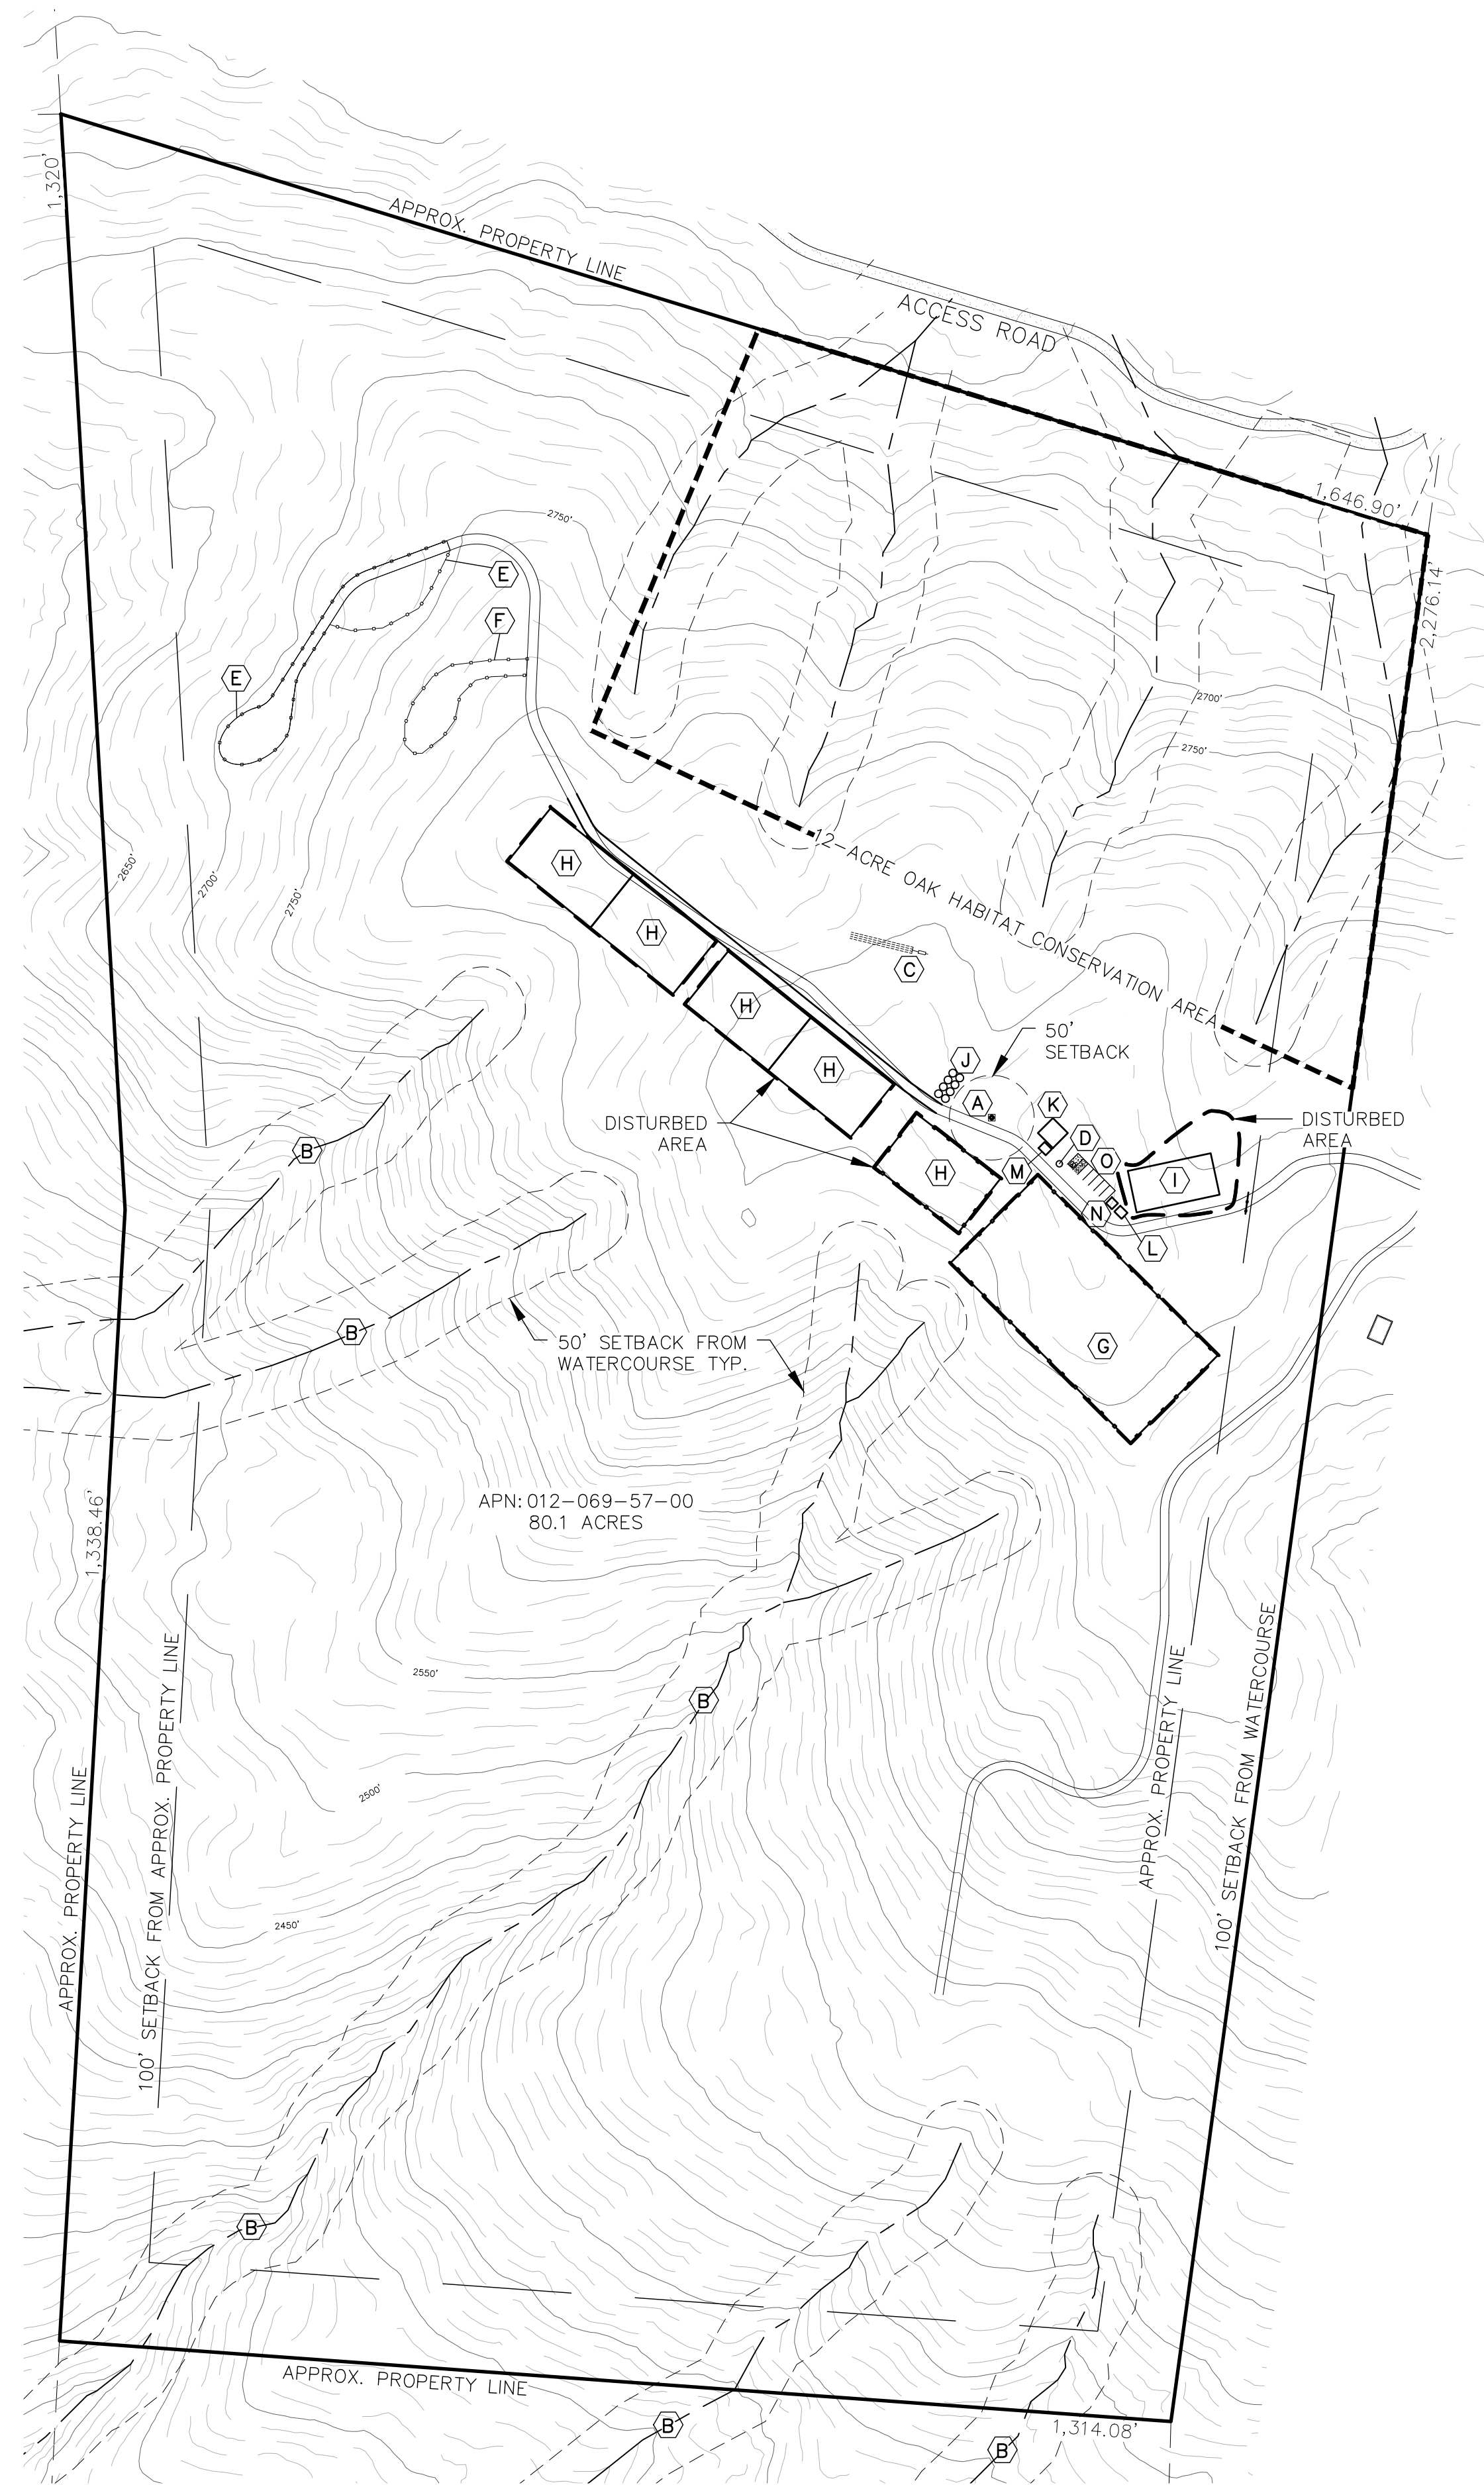 1,320'
APPROX. PROPERTY LINE
ACCESS ROAD
1,646.90'
2,276.14'
2750'
E
F
E
2700'
2750'
12-ACRE OAK HABITAT CONSERVATION AREA
H
H
H
H
H
2650'
2700'
2750'
C
50'
SETBACK
J
A
K
D
O
M
I
N
L
G
DISTURBED
AREA
DISTURBED
AREA
B
B
50' SETBACK FROM
WATERCOURSE TYP.
APN: 012-069-57-00
80.1 ACRES
1,338.46'
2550'
B
2500'
2450'
APPROX. PROPERTY LINE
100' SETBACK FROM APPROX. PROPERTY LINE
APPROX. PROPERTY LINE
100' SETBACK FROM WATERCOURSE
B
APPROX. PROPERTY LINE
B
1,314.08'
B